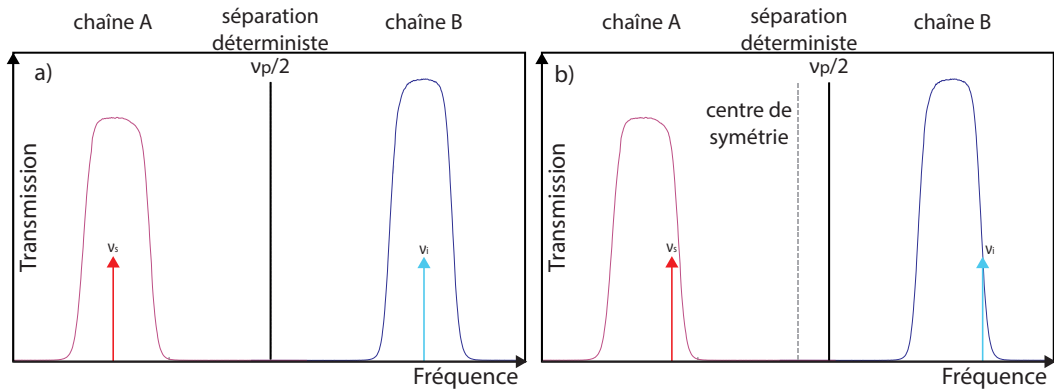 chaîne A
séparation
déterministe
chaîne B
νp/2
a)
Transmission
νs
νi
Fréquence
chaîne A
séparation
déterministe
chaîne B
νp/2
b)
centre de
symétrie
Transmission
νs
νi
Fréquence